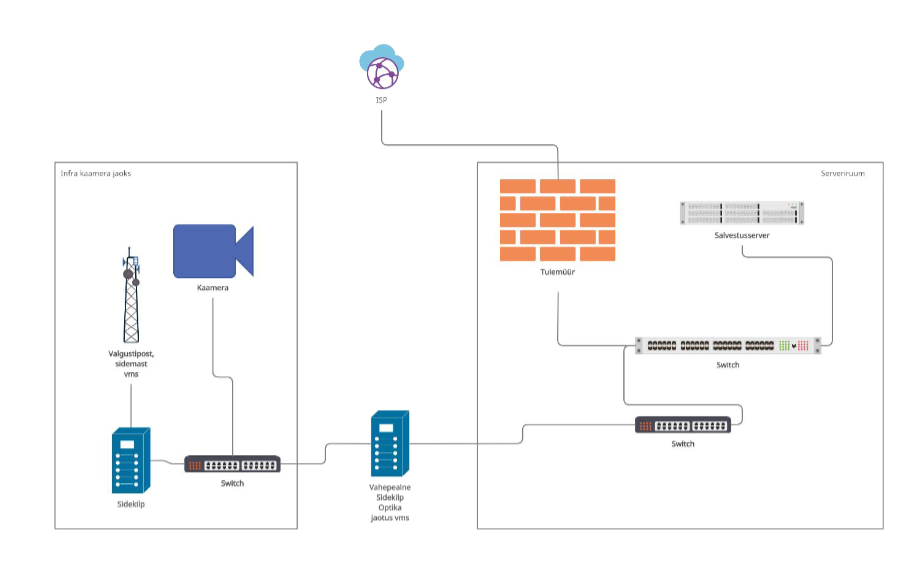 ISP
Infra kaamera jaoks
Serveriruum
Salvestusserver
Tulemüür
Kaamera
Valgustipost,
sidemast
vms
Switch
Switch
Switch
Sidekilp
Vahepealne
Sidekilp
Optika
jaotus vms